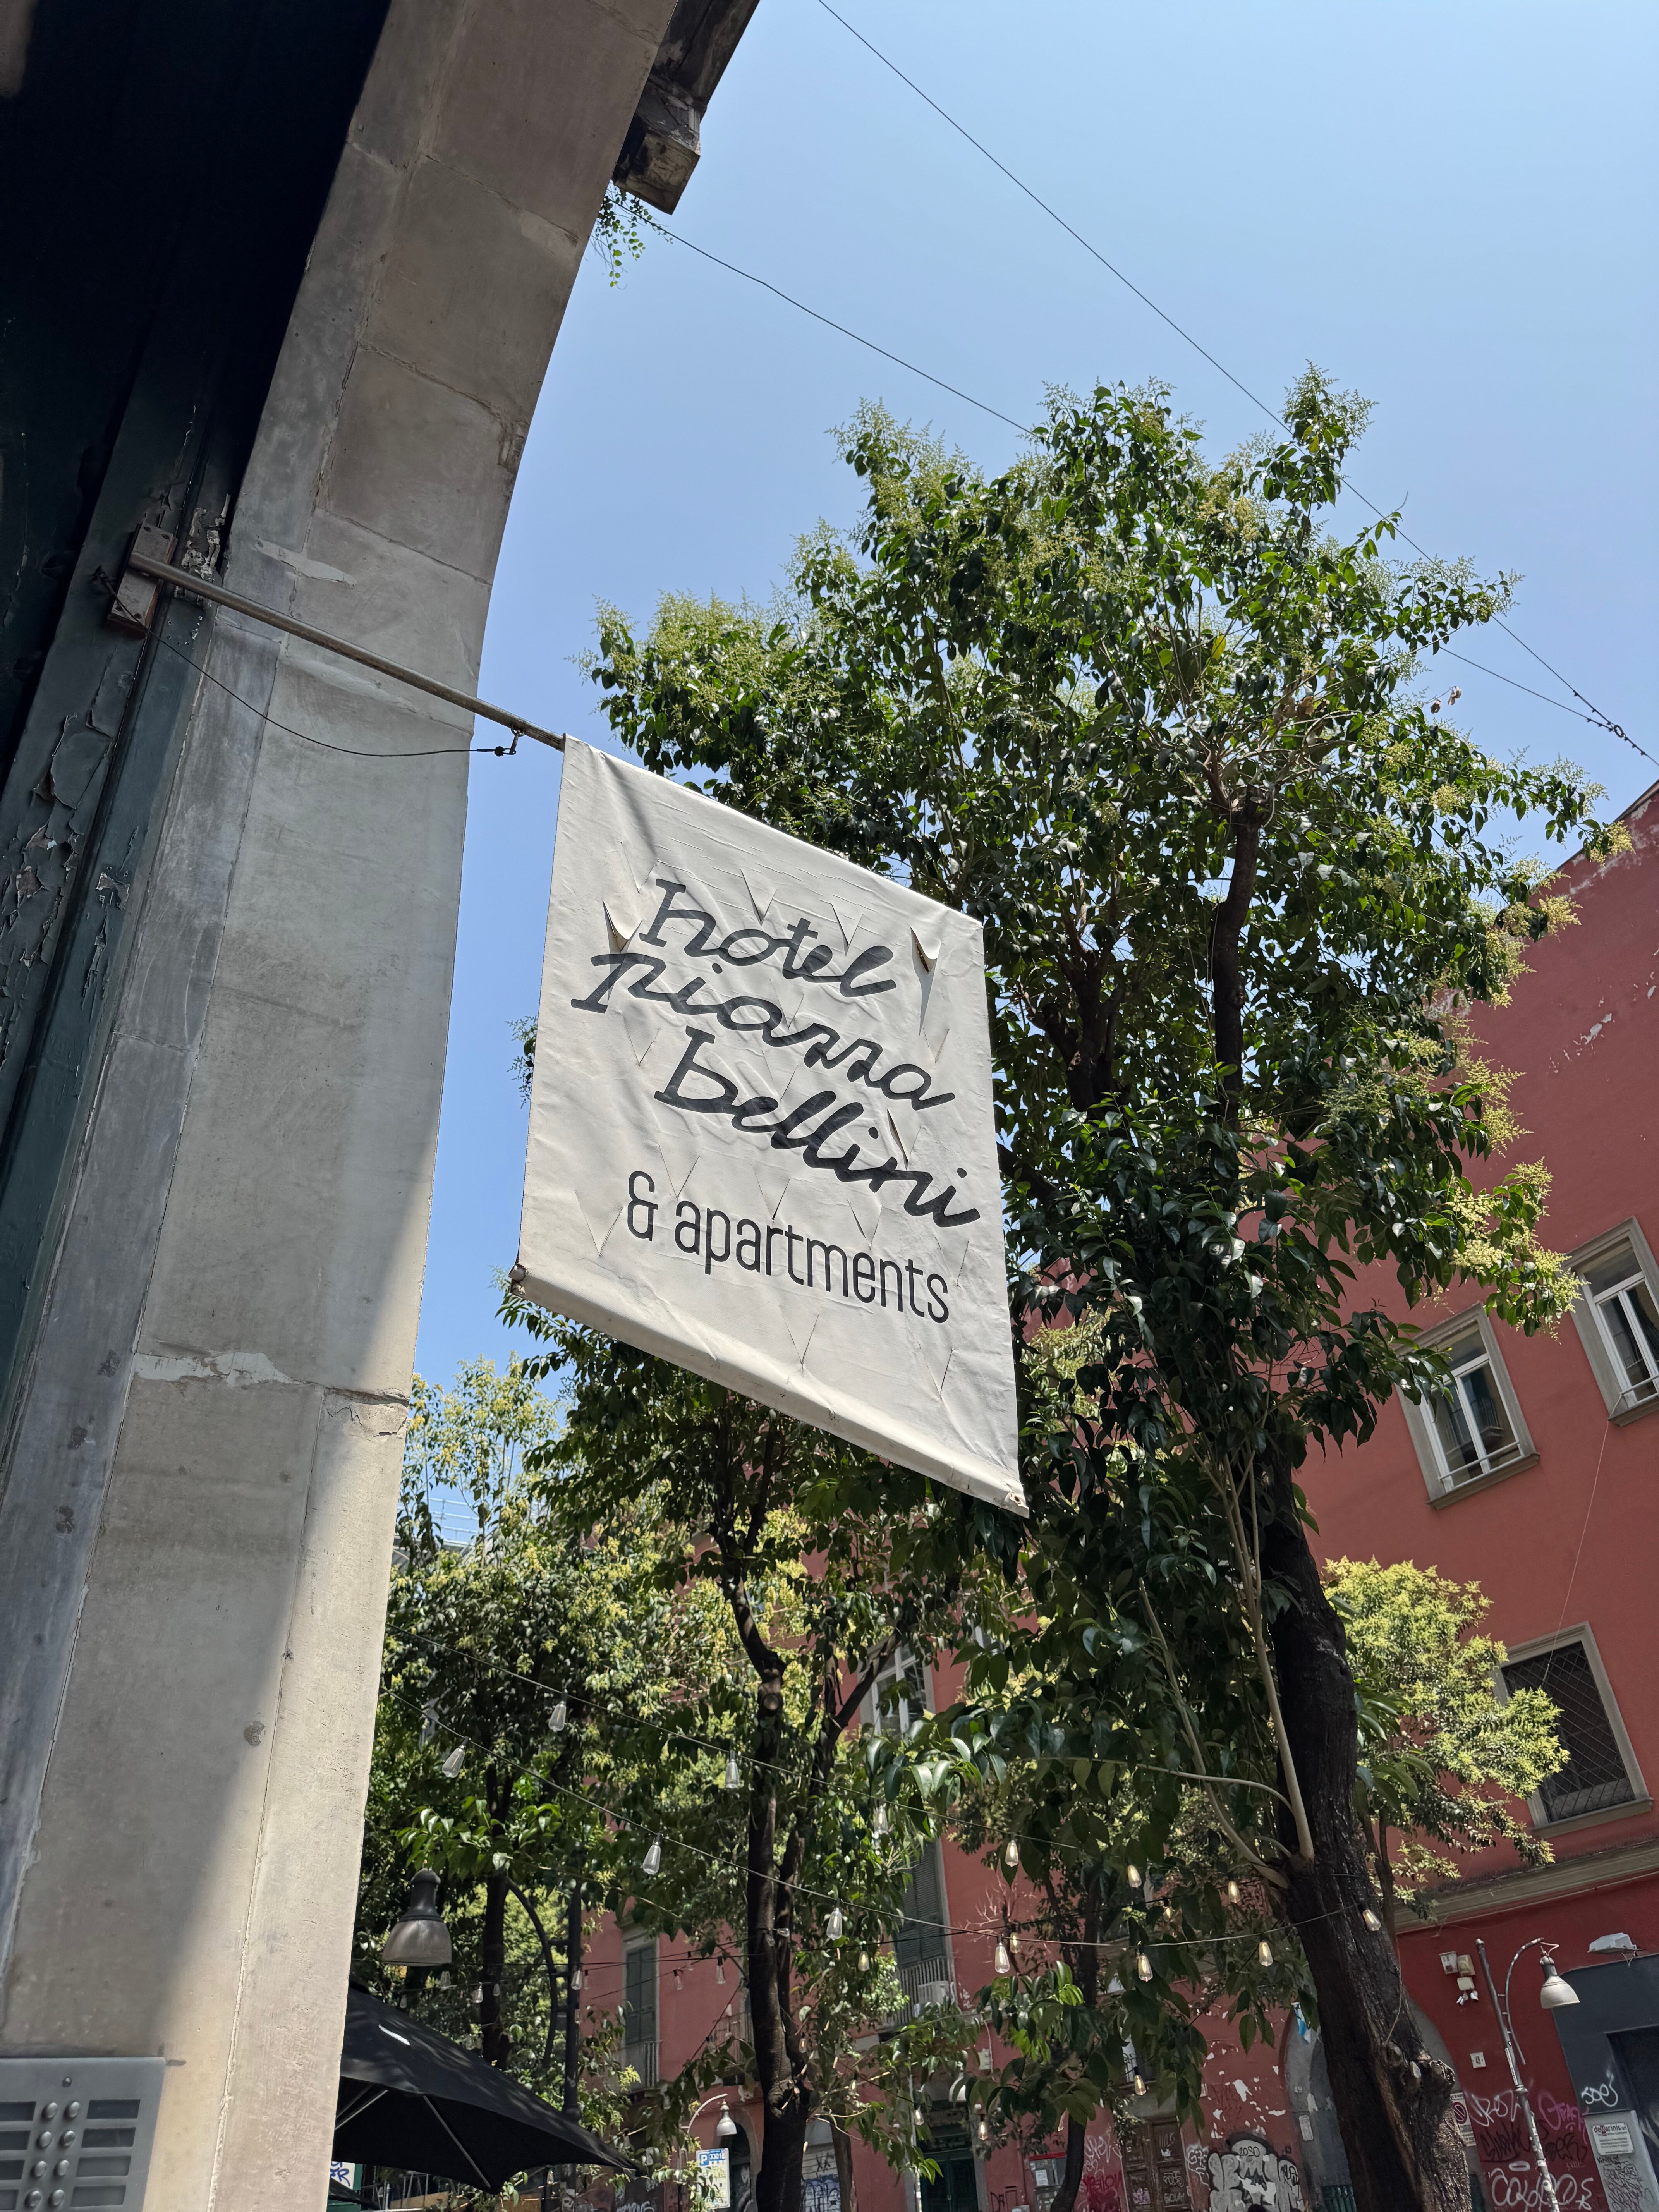 hotel
piazza
bellini
& apartments